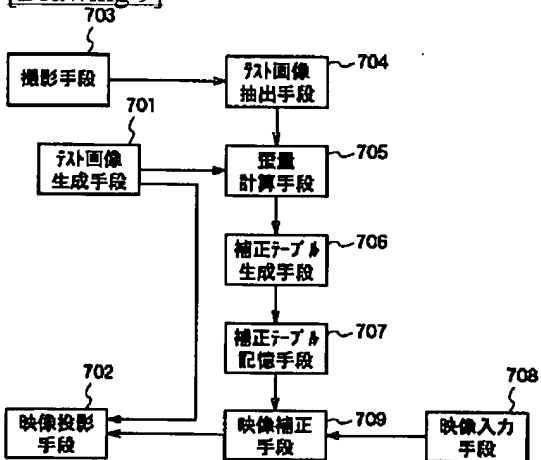 [Drawing 9]
703
撮影手段
テスト画像
抽出手段
704
701
テスト画像
生成手段
歪量
計算手段
705
補正テーブル
生成手段
706
補正テーブル
記憶手段
707
702
映像投影
手段
映像補正
手段
709
708
映像入力
手段